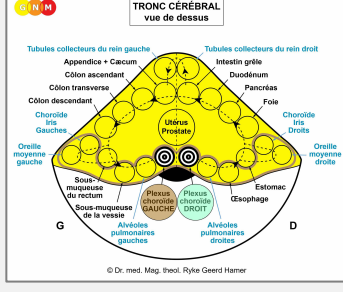 GNM
TRONC CÉRÉBRAL
vue de dessus
Tubules collecteurs du rein gauche
Tubules collecteurs du rein droit
Appendice + Cæcum
Intestin grêle
Côlon ascendant
Duodénum
Côlon transverse
Pancréas
Côlon descendant
Foie
Choroïde
Iris
Gauches
Choroïde
Iris
Droits
Utérus
Prostate
Oreille
moyenne
gauche
Oreille
moyenne
droite
Sous-
muqueuse
du rectum
Sous-muqueuse
de la vessie
Plexus
choroïde
GAUCHE
Plexus
choroïde
DROIT
Estomac
Œsophage
G
D
Alvéoles
pulmonaires
gauches
Alvéoles
pulmonaires
droites
© Dr. med. Mag. theol. Ryke Geerd Hamer